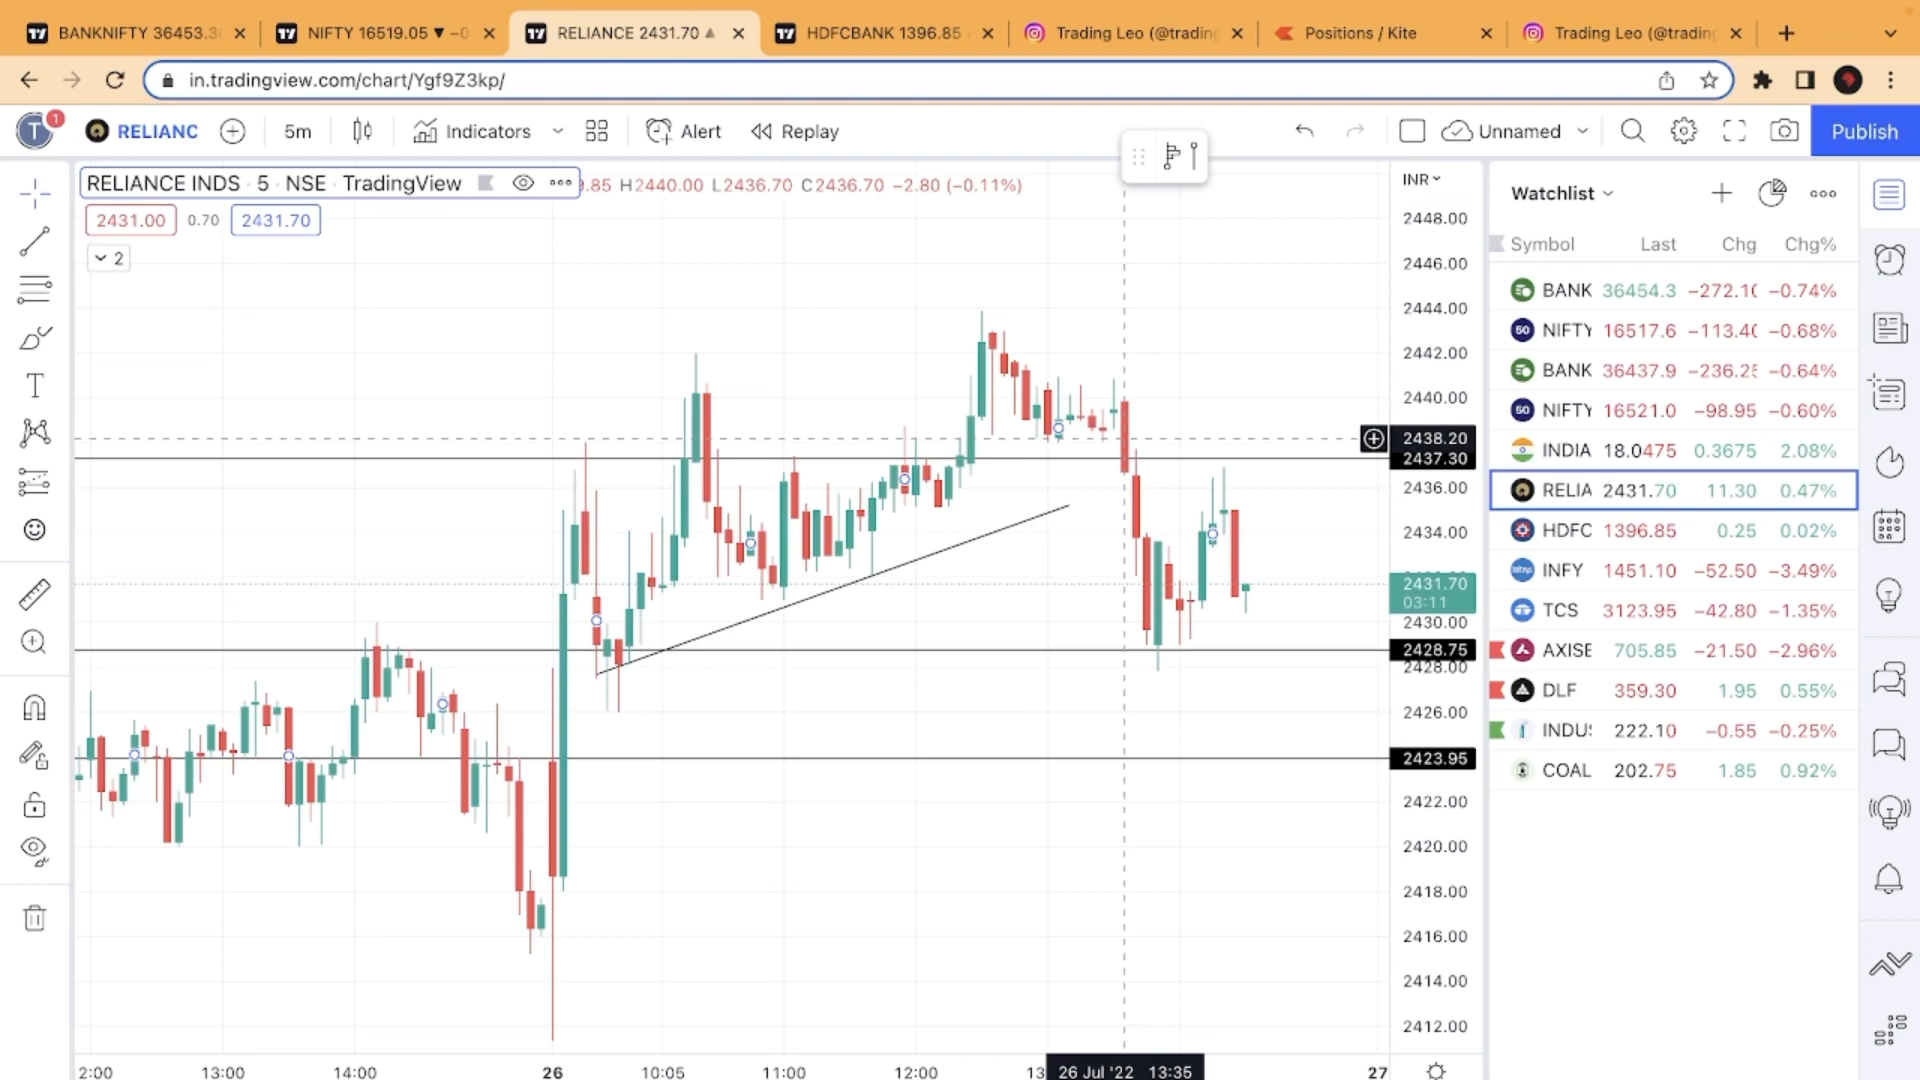 BANKNIFTY 36453.3
NIFTY 16519.05 ▼ −0
RELIANCE 2431.70 ▲
HDFCBANK 1396.85
Trading Leo (@trading
Positions / Kite
Trading Leo (@trading
in.tradingview.com/chart/Ygf9Z3kp/
T 1 RELIANC 5m Indicators Alert Replay Unnamed Publish
RELIANCE INDS · 5 · NSE · TradingView .85 H2440.00 L2436.70 C2436.70 −2.80 (−0.11%)
2431.00 0.70 2431.70
2
INR
2448.00
2446.00
2444.00
2442.00
2440.00
2438.20
2437.30
2436.00
2434.00
2431.70
03:11
2430.00
2428.75
2428.00
2426.00
2423.95
2422.00
2420.00
2418.00
2416.00
2414.00
2412.00
2:00 13:00 14:00 26 10:05 11:00 12:00 13 26 Jul '22 13:35 27
Watchlist
Symbol Last Chg Chg%
BANK 36454.3 −272.1 −0.74%
50 NIFTY 16517.6 −113.4 −0.68%
BANK 36437.9 −236.2 −0.64%
50 NIFTY 16521.0 −98.95 −0.60%
INDIA 18.0475 0.3675 2.08%
RELIA 2431.70 11.30 0.47%
HDFC 1396.85 0.25 0.02%
INFY 1451.10 −52.50 −3.49%
TCS 3123.95 −42.80 −1.35%
AXISE 705.85 −21.50 −2.96%
DLF 359.30 1.95 0.55%
INDU 222.10 −0.55 −0.25%
COAL 202.75 1.85 0.92%